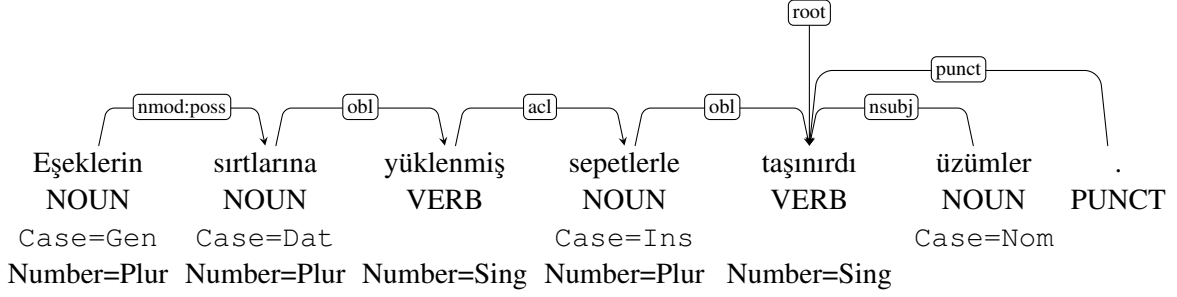 root
punct
nmod:poss obl acl obl nsubj
Eşeklerin sırtlarına yüklenmiş sepetlerle taşınırdı üzümler .
NOUN NOUN VERB NOUN VERB NOUN PUNCT
Case=Gen Case=Dat Case=Ins Case=Nom
Number=Plur Number=Plur Number=Sing Number=Plur Number=Sing